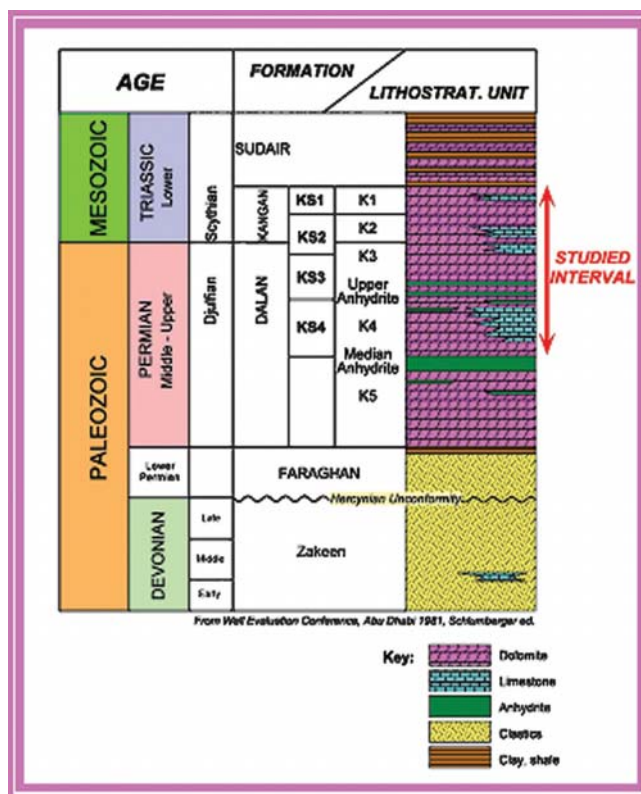 AGE
FORMATION
LITHOSTRAT. UNIT
MESOZOIC
TRIASSIC
Lower
Scythian
SUDAIR
KANGAN
KS1
K1
KS2
K2
PALEOZOIC
PERMIAN
Middle - Upper
Djulfian
DALAN
K3
KS3
Upper
Anhydrite
KS4
K4
Median
Anhydrite
K5
STUDIED
INTERVAL
Lower
Permian
FARAGHAN
Hercynian Unconformity
DEVONIAN
Late
Middle
Early
Zakeen
From Well Evaluation Conference, Abu Dhabi 1981, Schlumberger ed.
Key:
Dolomite
Limestone
Anhydrite
Clastics
Clay, shale